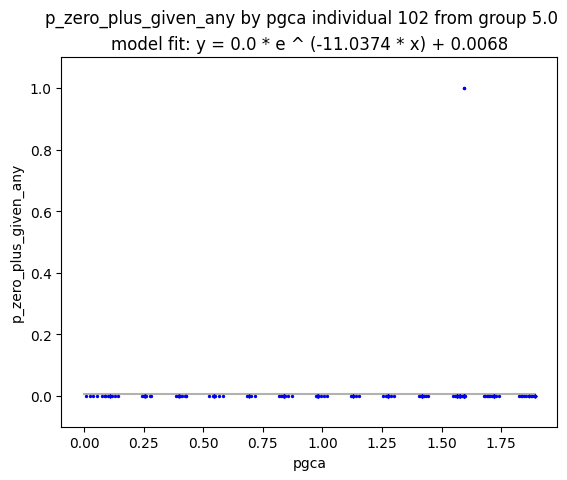 p_zero_plus_given_any by pgca individual 102 from group 5.0
model fit: y = 0.0 * e ^ (-11.0374 * x) + 0.0068
1.0
0.8
0.6
0.4
0.2
0.0
p_zero_plus_given_any
0.00 0.25 0.50 0.75 1.00 1.25 1.50 1.75
pgca